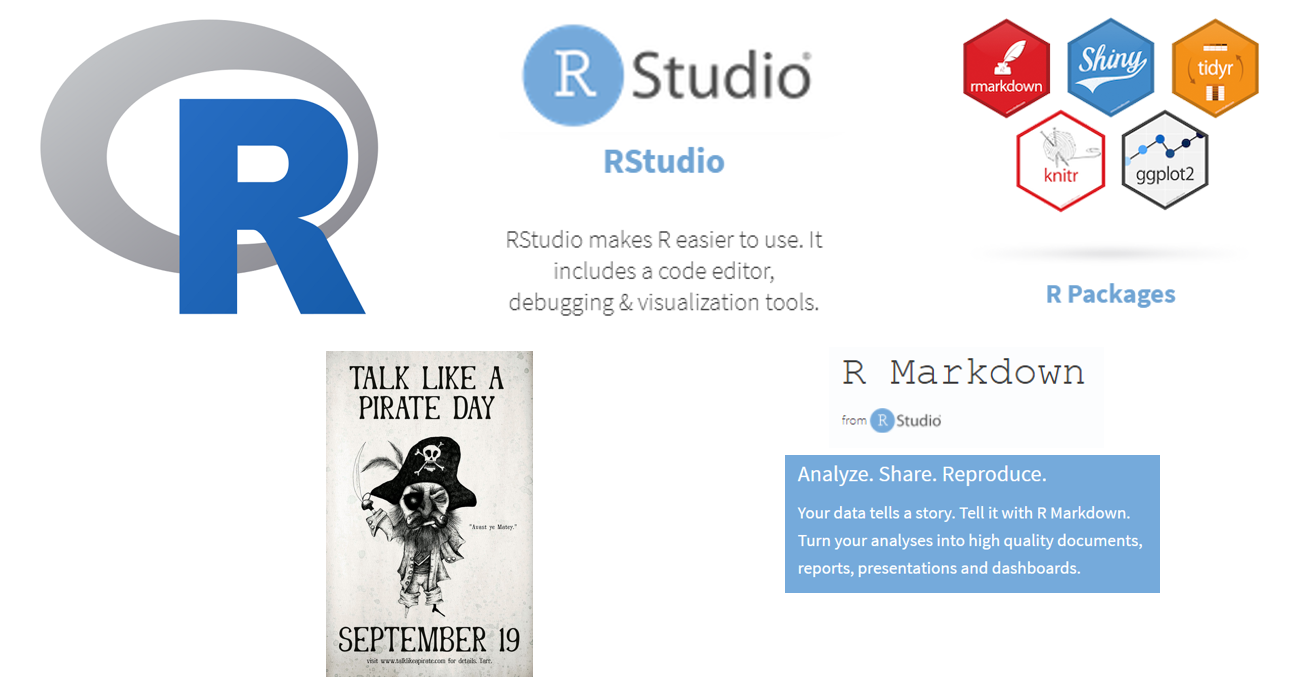 R
R Studio®
RStudio
RStudio makes R easier to use. It
includes a code editor,
debugging & visualization tools.
rmarkdown
Shiny
tidyr
knitr
ggplot2
R Packages
TALK LIKE A
PIRATE DAY
"Avast ye Matey."
SEPTEMBER 19
visit www.talklikeapirate.com for details. Tarr.
R Markdown
from R Studio
Analyze. Share. Reproduce.
Your data tells a story. Tell it with R Markdown.
Turn your analyses into high quality documents,
reports, presentations and dashboards.